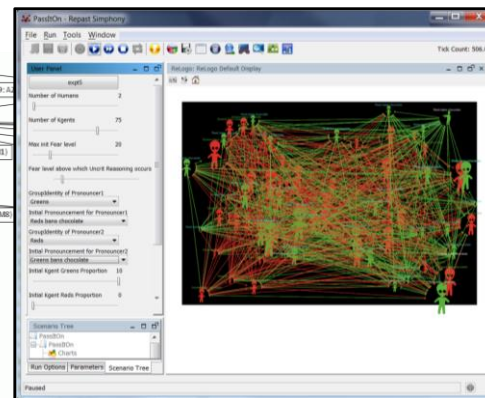 PassItOn - Repast Simphony
File Run Tools Window
Tick Count: 506.
User Panel
ReLogo: ReLogo Default Display
expt5
Number of Humans 2
Number of Kgents 75
Max init Fear level 20
Fear level above which Uncrit Reasoning occurs
GroupIdentity of Pronouncer1
Greens
Initial Pronouncement for Pronouncer1
Reds bans chocolate
GroupIdentity of Pronouncer2
Reds
Initial Pronouncement for Pronouncer2
Greens bans chocolate
Initial Kgent Greens Proportion 10
Initial Kgent Reds Proportion 0
Scenario Tree
PassItOn
PassItOn
Charts
Run Options Parameters Scenario Tree
Paused